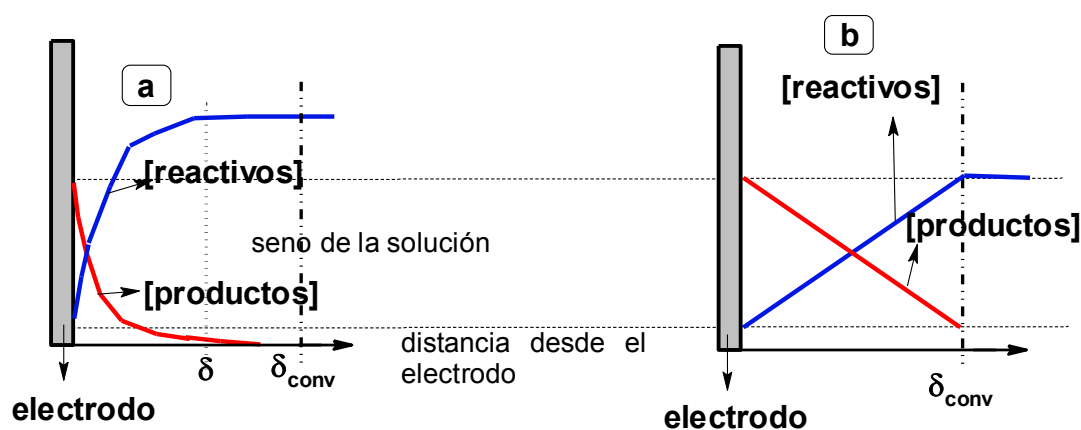 a
[reactivos]
seno de la solución
[productos]
δ
δconv
electrodo
distancia desde el
electrodo
b
[reactivos]
[productos]
δconv
electrodo